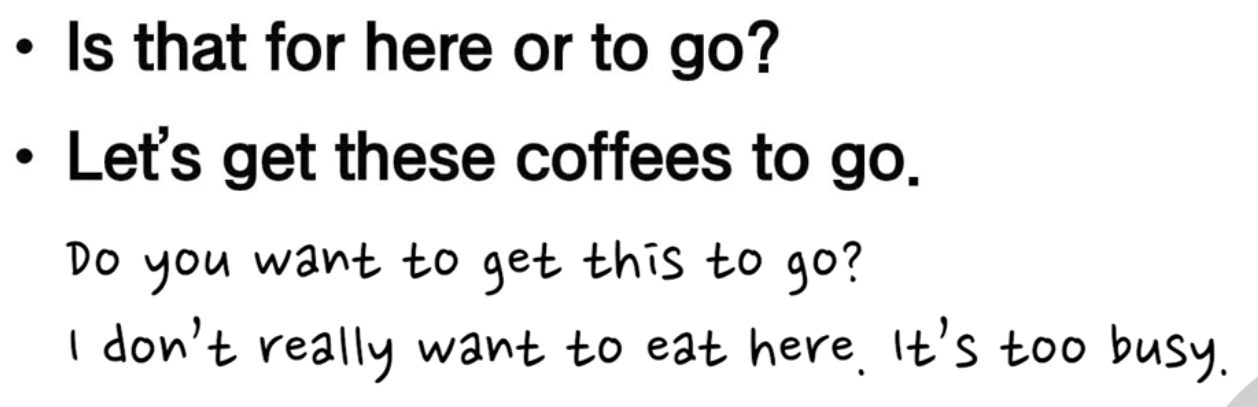 • Is that for here or to go?
• Let's get these coffees to go.
Do you want to get this to go?
I don't really want to eat here. It's too busy.